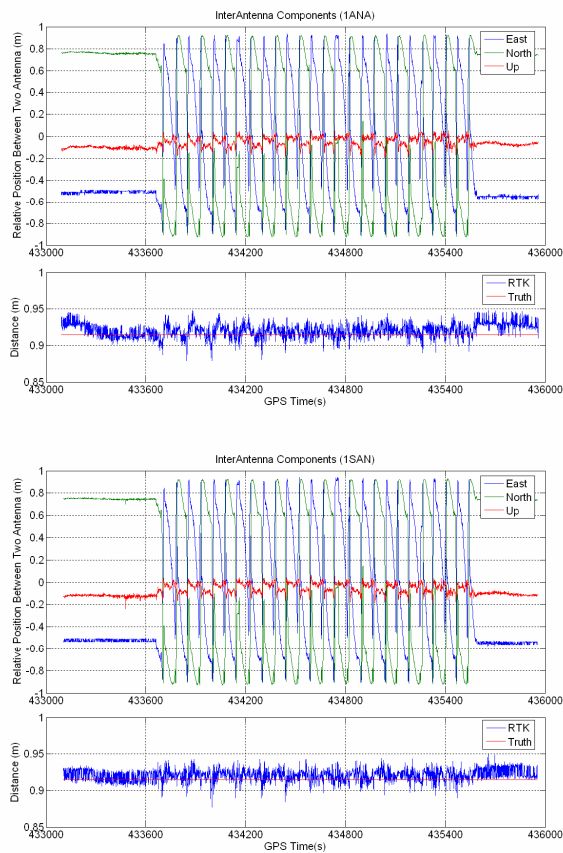 InterAntenna Components (1ANA)
Relative Position Between Two Antenna (m)
1
0.8
0.6
0.4
0.2
0
-0.2
-0.4
-0.6
-0.8
-1
East
North
Up
433000 433600 434200 434800 435400 436000
Distance (m)
1
0.95
0.9
0.85
RTK
Truth
433000 433600 434200 434800 435400 436000
GPS Time(s)
InterAntenna Components (1SAN)
Relative Position Between Two Antenna (m)
1
0.8
0.6
0.4
0.2
0
-0.2
-0.4
-0.6
-0.8
-1
East
North
Up
433000 433600 434200 434800 435400 436000
Distance (m)
1
0.95
0.9
0.85
RTK
Truth
433000 433600 434200 434800 435400 436000
GPS Time(s)